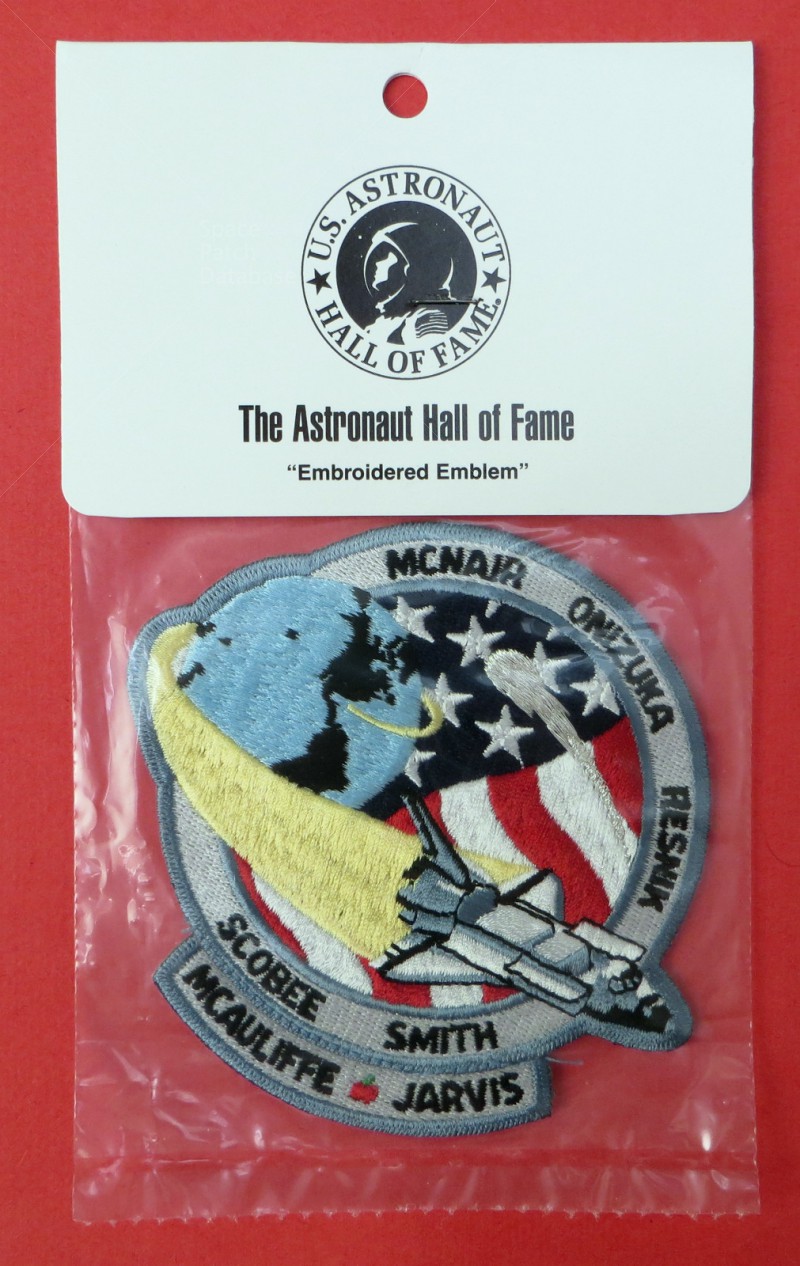 U.S. ASTRONAUT
HALL OF FAME.
The Astronaut Hall of Fame
“Embroidered Emblem”
MCNAIR
ONIZUKA
RESNIK
SCOBEE
SMITH
MCAULIFFE
JARVIS